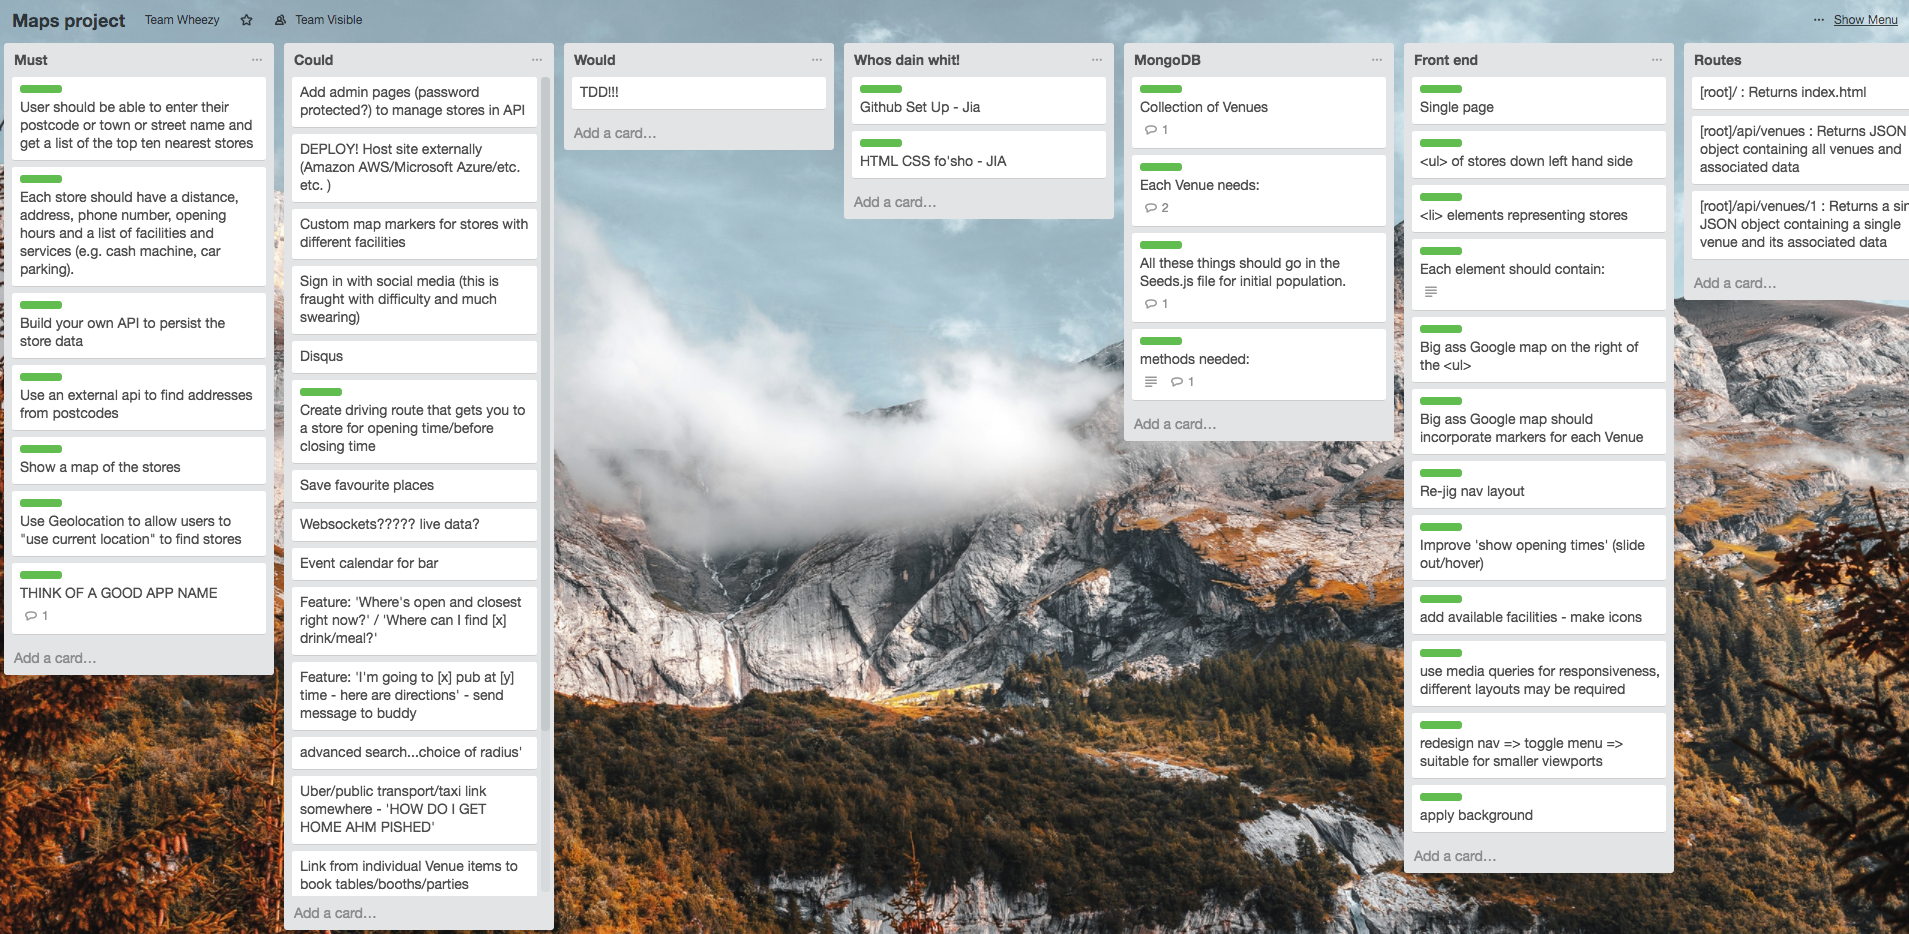 Maps project
Team Wheezy
Team Visible
Show Menu
Must
User should be able to enter their
postcode or town or street name and
get a list of the top ten nearest stores
Each store should have a distance,
address, phone number, opening
hours and a list of facilities and
services (e.g. cash machine, car
parking).
Build your own API to persist the
store data
Use an external api to find addresses
from postcodes
Show a map of the stores
Use Geolocation to allow users to
"use current location" to find stores
THINK OF A GOOD APP NAME
1
Add a card...
Could
Add admin pages (password
protected?) to manage stores in API
DEPLOY! Host site externally
(Amazon AWS/Microsoft Azure/etc.
etc. )
Custom map markers for stores with
different facilities
Sign in with social media (this is
fraught with difficulty and much
swearing)
Disqus
Create driving route that gets you to
a store for opening time/before
closing time
Save favourite places
Websockets????? live data?
Event calendar for bar
Feature: 'Where's open and closest
right now?' / 'Where can I find [x]
drink/meal?'
Feature: 'I'm going to [x] pub at [y]
time - here are directions' - send
message to buddy
advanced search...choice of radius'
Uber/public transport/taxi link
somewhere - 'HOW DO I GET
HOME AHM PISHED'
Link from individual Venue items to
book tables/booths/parties
Add a card...
Would
TDD!!!
Add a card...
Whos dain whit!
Github Set Up - Jia
HTML CSS fo'sho - JIA
Add a card...
MongoDB
Collection of Venues
1
Each Venue needs:
2
All these things should go in the
Seeds.js file for initial population.
1
methods needed:
1
Add a card...
Front end
Single page
<ul> of stores down left hand side
<li> elements representing stores
Each element should contain:
Big ass Google map on the right of
the <ul>
Big ass Google map should
incorporate markers for each Venue
Re-jig nav layout
Improve 'show opening times' (slide
out/hover)
add available facilities - make icons
use media queries for responsiveness,
different layouts may be required
redesign nav => toggle menu =>
suitable for smaller viewports
apply background
Add a card...
Routes
[root]/ : Returns index.html
[root]/api/venues : Returns JSON
object containing all venues and
associated data
[root]/api/venues/1 : Returns a
JSON object containing a single
venue and its associated data
Add a card...